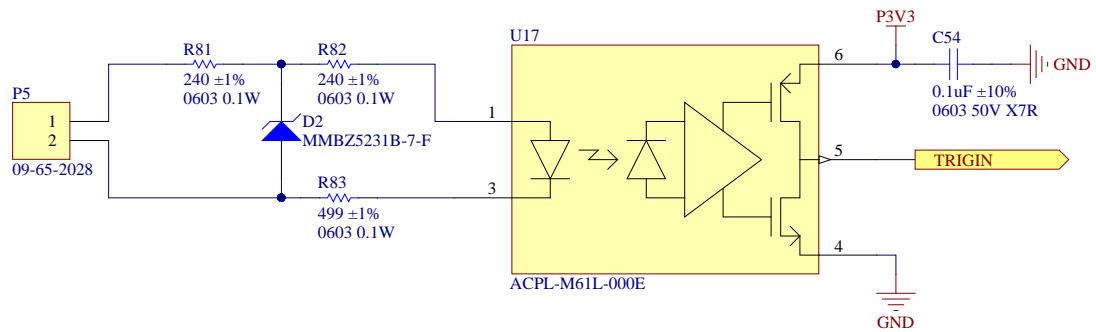 P5
1
2
09-65-2028
R81
240 ±1%
0603 0.1W
R82
240 ±1%
0603 0.1W
D2
MMBZ5231B-7-F
R83
499 ±1%
0603 0.1W
U17
1
3
6
5
4
ACPL-M61L-000E
P3V3
C54
0.1uF ±10%
0603 50V X7R
GND
TRIGIN
GND